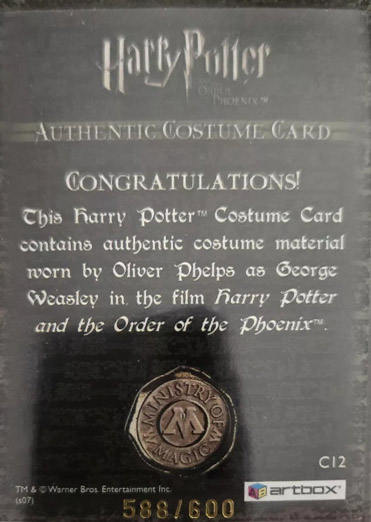 Harry Potter
AND THE
ORDER OF THE
PHOENIX™
AUTHENTIC COSTUME CARD
CONGRATULATIONS!
This Harry Potter™ Costume Card
contains authentic costume material
worn by Oliver Phelps as George
Weasley in the film Harry Potter
and the Order of the Phoenix™.
MINISTRY OF MAGIC
M
C12
TM & © Warner Bros. Entertainment Inc.
(s07)
artbox®
588/600